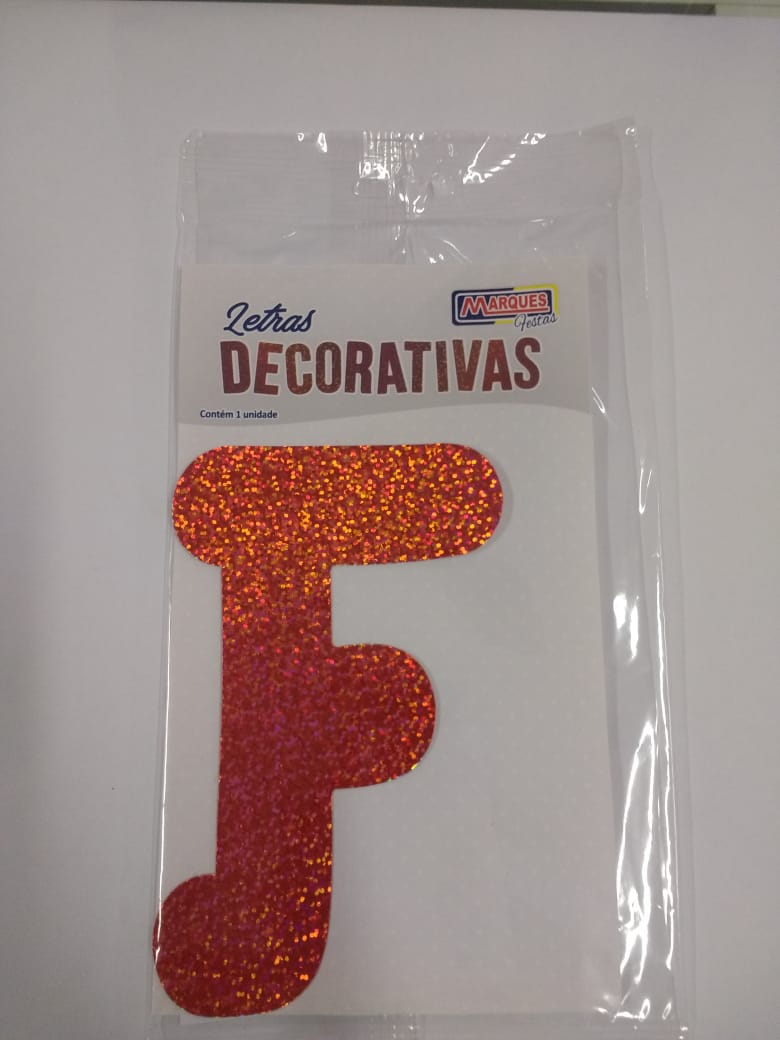 Letras
MARQUES
Festas
DECORATIVAS
Contém 1 unidade
F